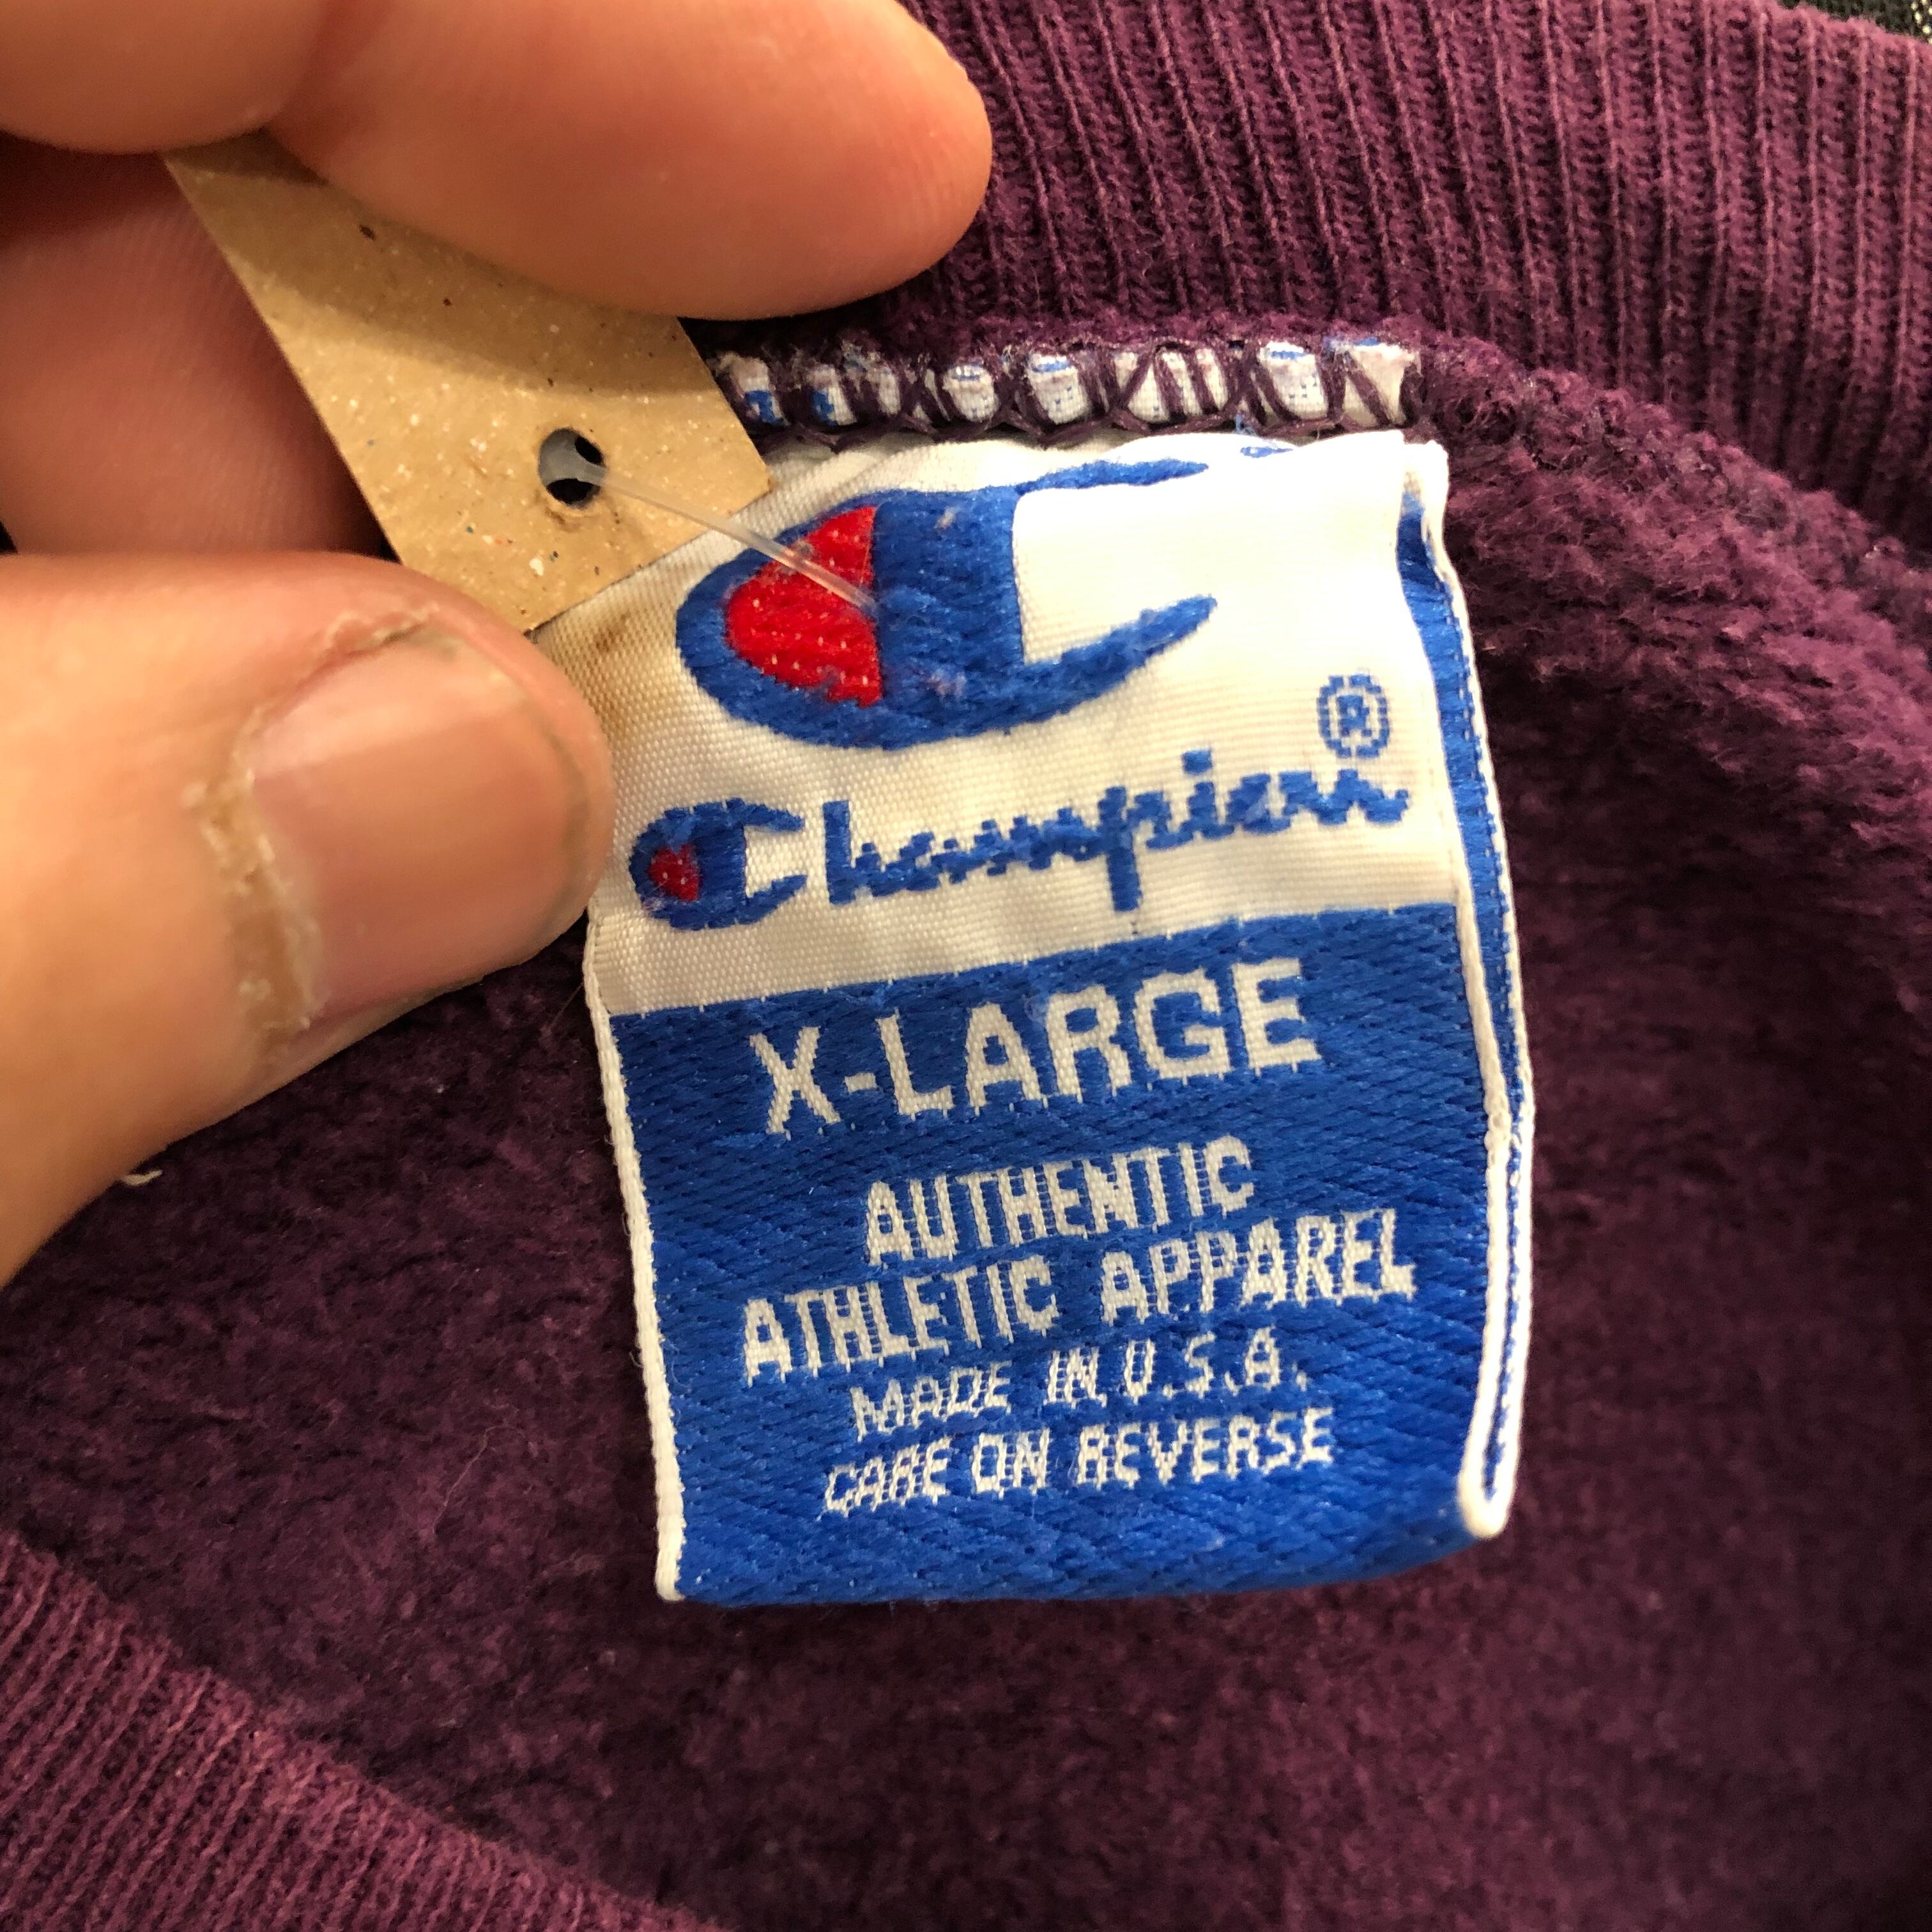 Champion®
X-LARGE
AUTHENTIC
ATHLETIC APPAREL
MADE IN U.S.A.
CARE ON REVERSE